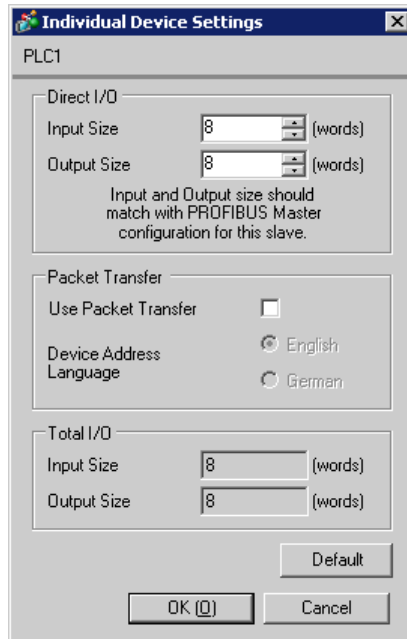 Individual Device Settings
PLC1
Direct I/O
Input Size 8 (words)
Output Size 8 (words)
Input and Output size should
match with PROFIBUS Master
configuration for this slave.
Packet Transfer
Use Packet Transfer
Device Address
Language
English
German
Total I/O
Input Size 8 (words)
Output Size 8 (words)
Default
OK (O) Cancel